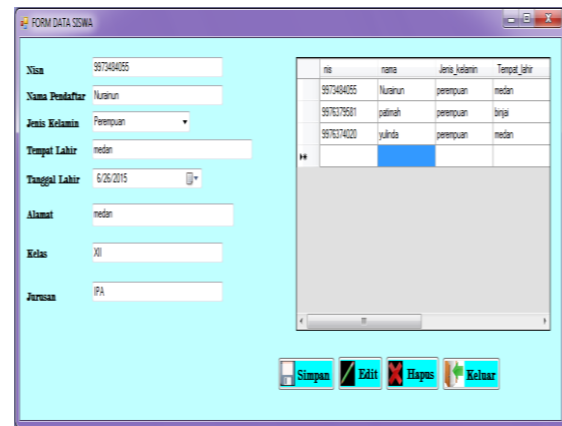 FORM DATA SISWA
Nisn 9973484055
Nama Pendaftar Nurainun
Jenis Kelamin Perempuan
Tempat Lahir medan
Tanggal Lahir 6/26/2015
Alamat medan
Kelas XII
Jurusan IPA
nis nama Jenis_kelamin Tempat_lahir
9973484055 Nurainun perempuan medan
9976379581 patimah perempuan binjai
9976374020 yulinda perempuan medan
Simpan Edit Hapus Keluar